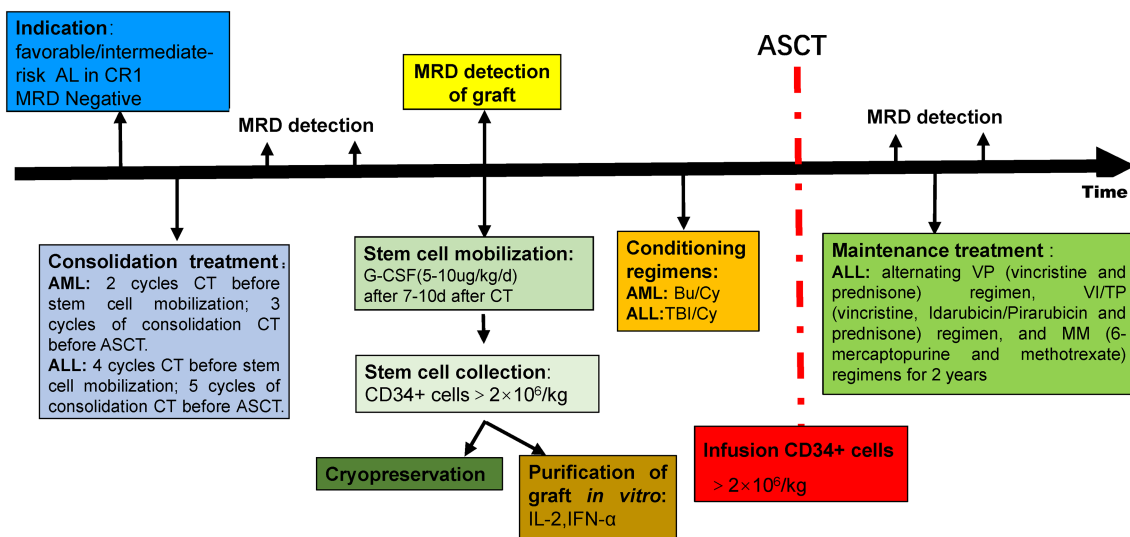 Indication:
favorable/intermediate-
risk AL in CR1
MRD Negative
MRD detection
MRD detection
of graft
ASCT
MRD detection
Time
Consolidation treatment:
AML: 2 cycles CT before
stem cell mobilization; 3
cycles of consolidation CT
before ASCT.
ALL: 4 cycles CT before stem
cell mobilization; 5 cycles of
consolidation CT before ASCT.
Stem cell mobilization:
G-CSF(5-10ug/kg/d)
after 7-10d after CT
Stem cell collection:
CD34+ cells > 2×10⁶/kg
Cryopreservation
Purification of
graft in vitro:
IL-2,IFN-α
Conditioning
regimens:
AML: Bu/Cy
ALL:TBI/Cy
Infusion CD34+ cells
> 2×10⁶/kg
Maintenance treatment :
ALL: alternating VP (vincristine and
prednisone) regimen, VI/TP
(vincristine, Idarubicin/Pirarubicin and
prednisone) regimen, and MM (6-
mercaptopurine and methotrexate)
regimens for 2 years